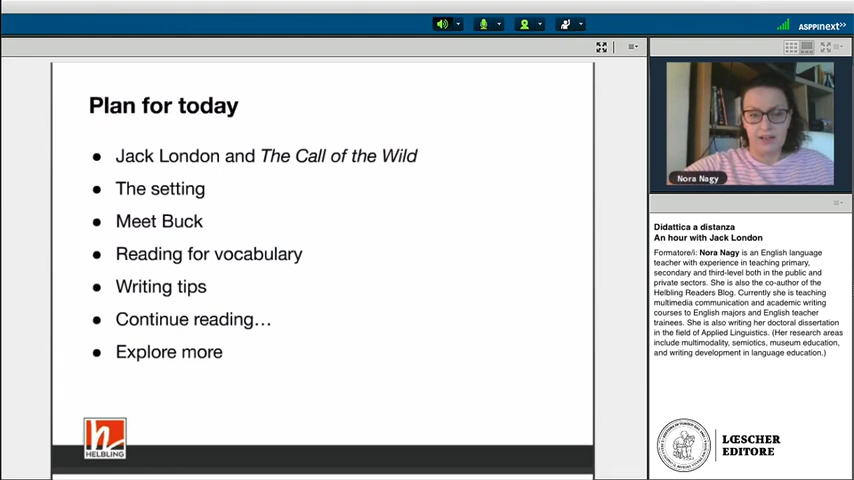 ASPPInext>>
Plan for today
Jack London and The Call of the Wild
The setting
Meet Buck
Reading for vocabulary
Writing tips
Continue reading…
Explore more
HELBLING
Nora Nagy
Didattica a distanza
An hour with Jack London
Formatore/i: Nora Nagy is an English language
teacher with experience in teaching primary,
secondary and third-level both in the public and
private sectors. She is also the co-author of the
Helbling Readers Blog. Currently she is teaching
multimedia communication and academic writing
courses to English majors and English teacher
trainees. She is also writing her doctoral dissertation
in the field of Applied Linguistics. (Her research areas
include multimodality, semiotics, museum education,
and writing development in language education.)
LŒSCHER
EDITORE